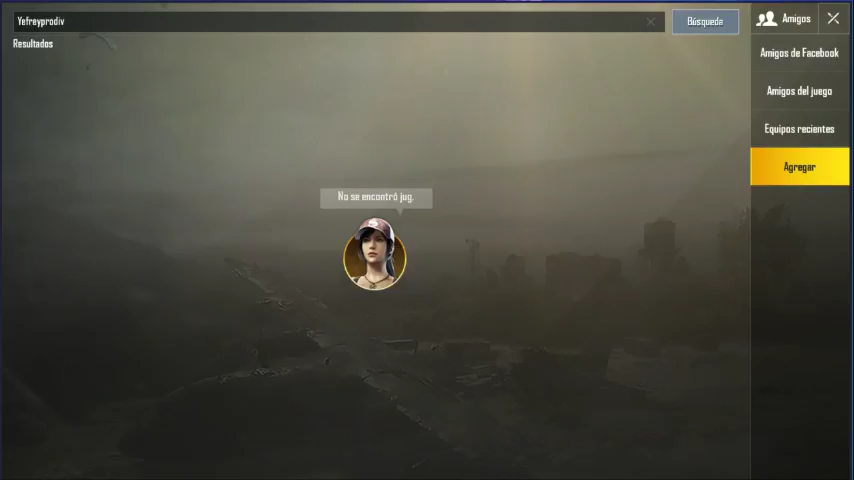 Yefreyprodiv
Búsqueda
Amigos
Resultados
Amigos de Facebook
Amigos del juego
Equipos recientes
Agregar
No se encontró jug.